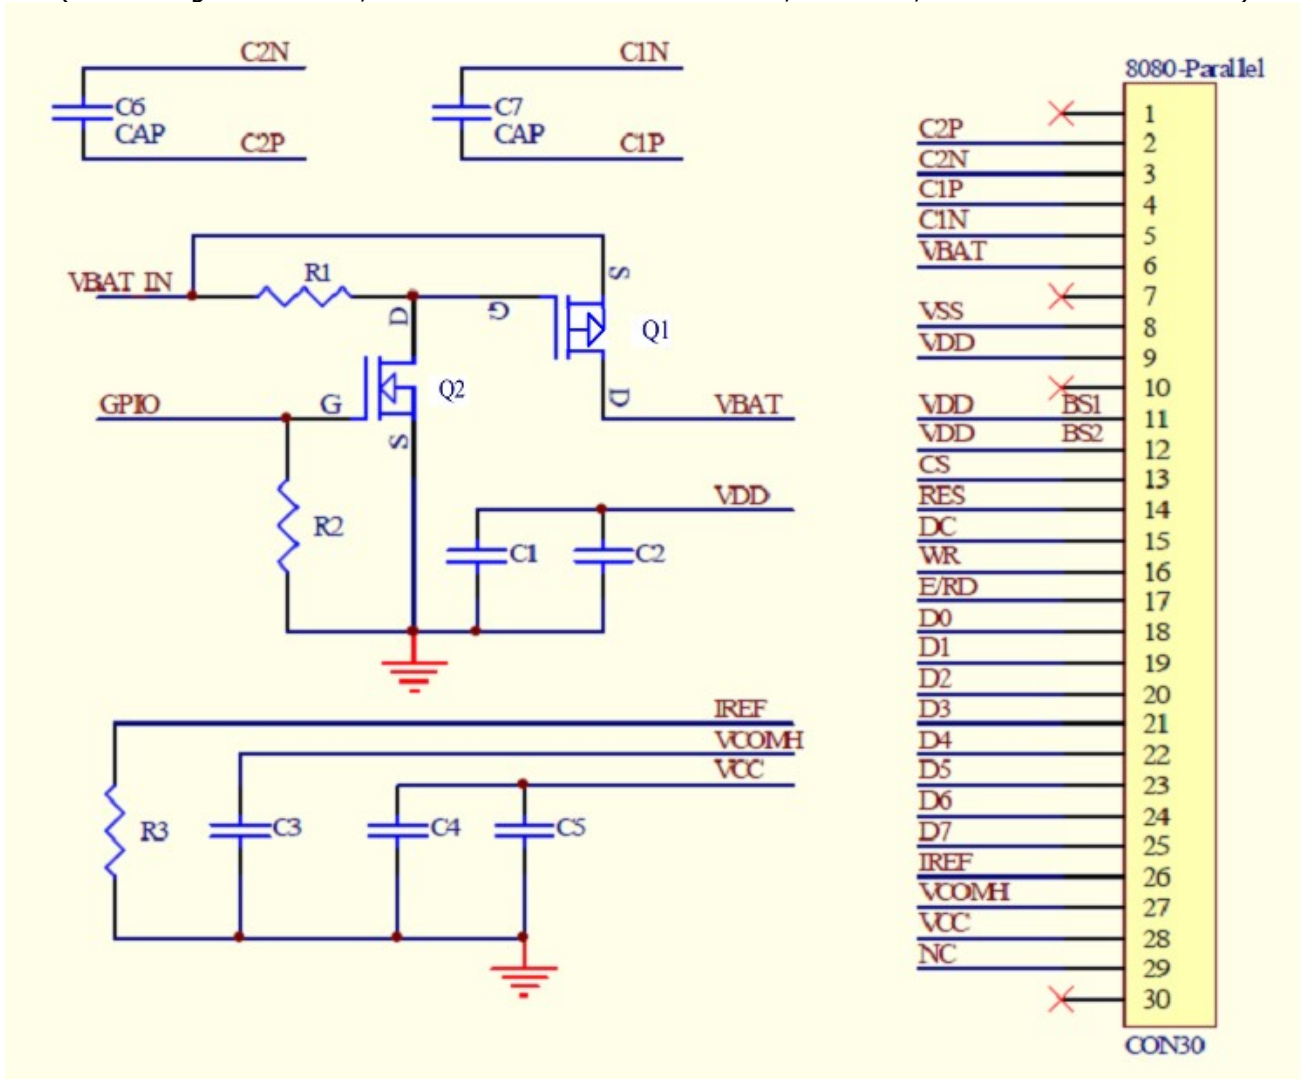 C2N
C6
CAP
C2P
C1N
C7
CAP
C1P
VBAT IN
R1
S
D
G
Q1
Q2
GPIO
G
S
D
VBAT
R2
VDD
C1
C2
IREF
VCOMH
VCC
R3
C3
C4
C5
8080-Parallel
1
C2P 2
C2N 3
C1P 4
C1N 5
VBAT 6
7
VSS 8
VDD 9
10
VDD BS1 11
VDD BS2 12
CS 13
RES 14
DC 15
WR 16
E/RD 17
D0 18
D1 19
D2 20
D3 21
D4 22
D5 23
D6 24
D7 25
IREF 26
VCOMH 27
VCC 28
NC 29
30
CON30